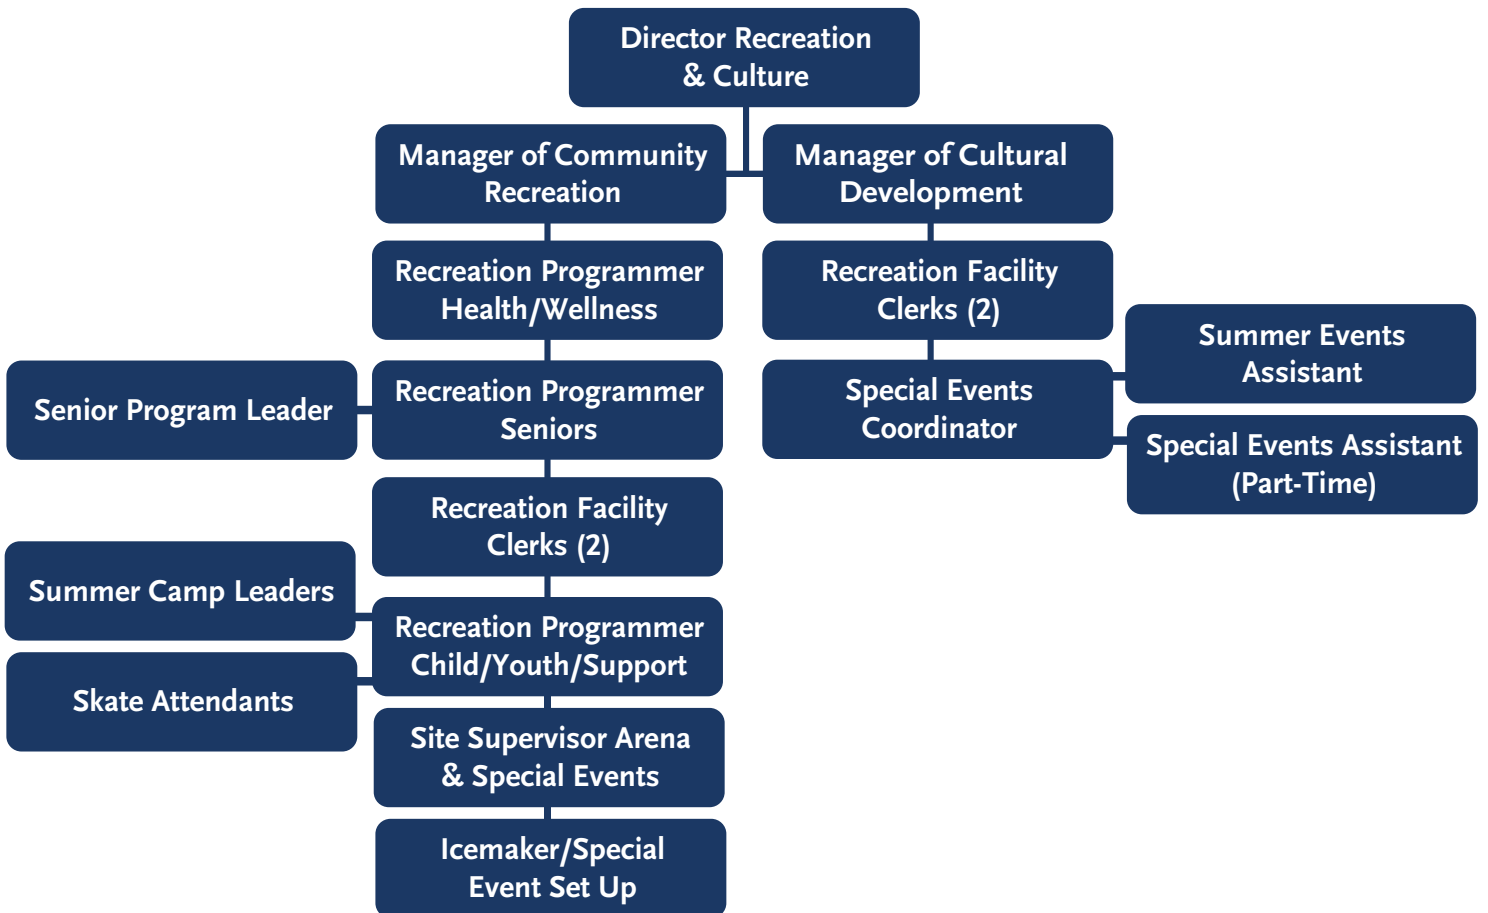 Director Recreation
& Culture
Manager of Community
Recreation
Manager of Cultural
Development
Recreation Programmer
Health/Wellness
Recreation Facility
Clerks (2)
Summer Events
Assistant
Senior Program Leader
Recreation Programmer
Seniors
Special Events
Coordinator
Special Events Assistant
(Part-Time)
Recreation Facility
Clerks (2)
Summer Camp Leaders
Recreation Programmer
Child/Youth/Support
Skate Attendants
Site Supervisor Arena
& Special Events
Icemaker/Special
Event Set Up